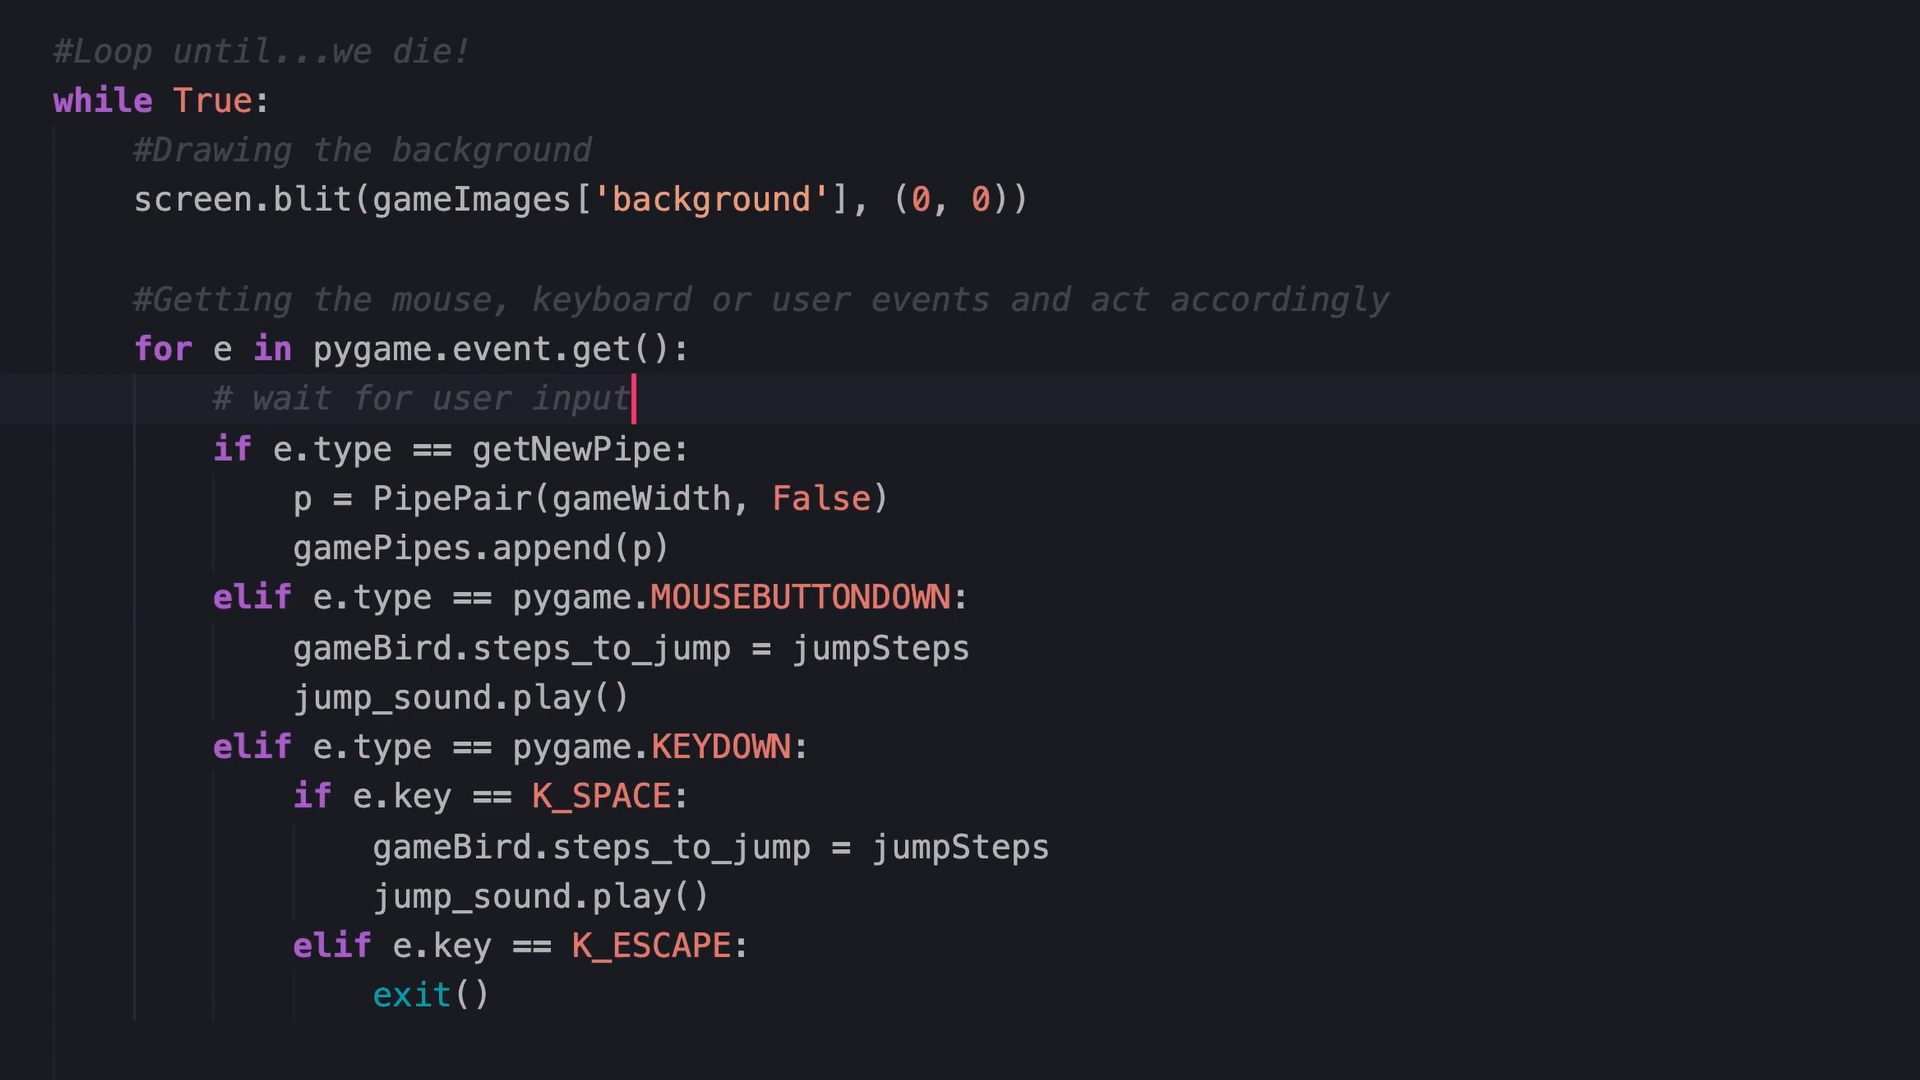 #Loop until...we die!
while True:
    #Drawing the background
    screen.blit(gameImages['background'], (0, 0))

    #Getting the mouse, keyboard or user events and act accordingly
    for e in pygame.event.get():
        # wait for user input
        if e.type == getNewPipe:
            p = PipePair(gameWidth, False)
            gamePipes.append(p)
        elif e.type == pygame.MOUSEBUTTONDOWN:
            gameBird.steps_to_jump = jumpSteps
            jump_sound.play()
        elif e.type == pygame.KEYDOWN:
            if e.key == K_SPACE:
                gameBird.steps_to_jump = jumpSteps
                jump_sound.play()
            elif e.key == K_ESCAPE:
                exit()